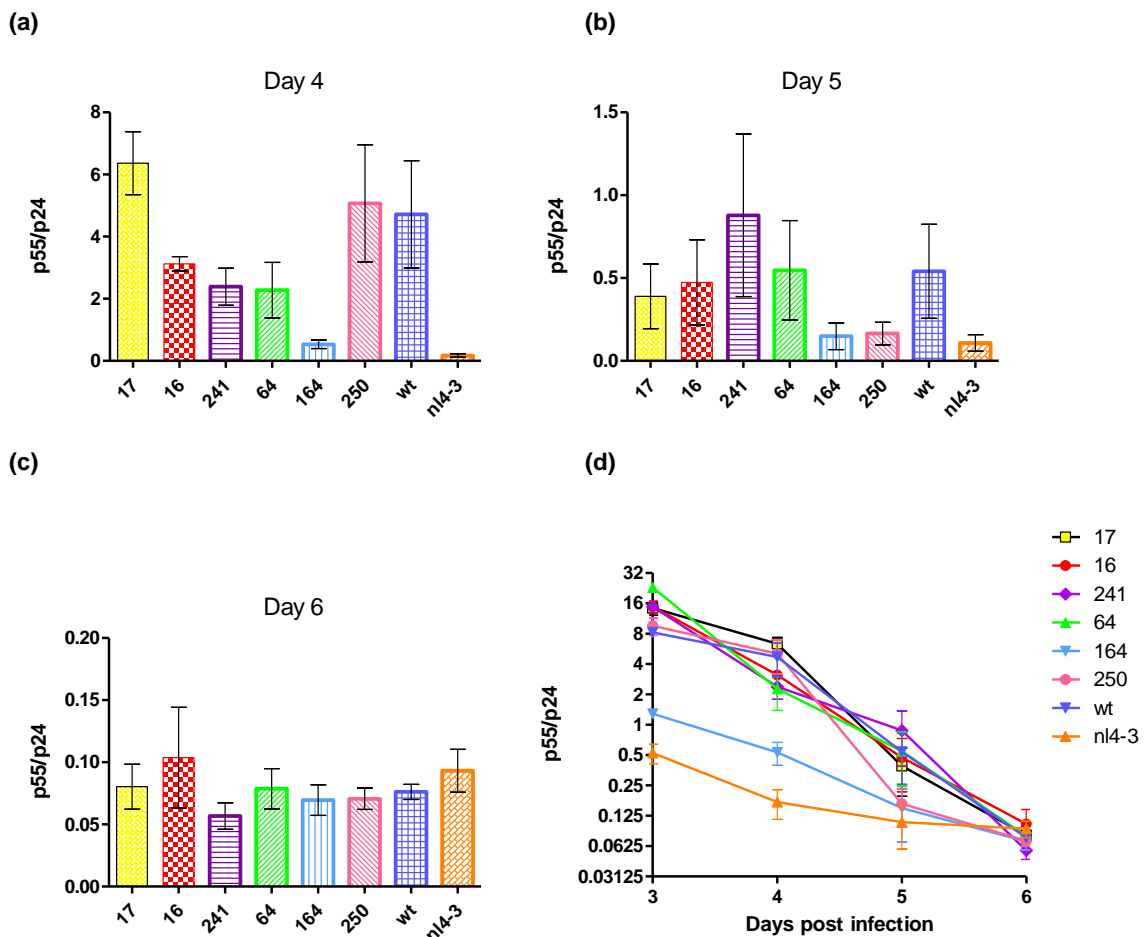 (a)
Day 4
p55/p24
8
6
4
2
0
17 16 241 64 164 250 wt nl4-3
(b)
Day 5
p55/p24
1.5
1.0
0.5
0.0
17 16 241 64 164 250 wt nl4-3
(c)
Day 6
p55/p24
0.20
0.15
0.10
0.05
0.00
17 16 241 64 164 250 wt nl4-3
(d)
p55/p24
32
16
8
4
2
1
0.5
0.25
0.125
0.0625
0.03125
3 4 5 6
Days post infection
17
16
241
64
164
250
wt
nl4-3